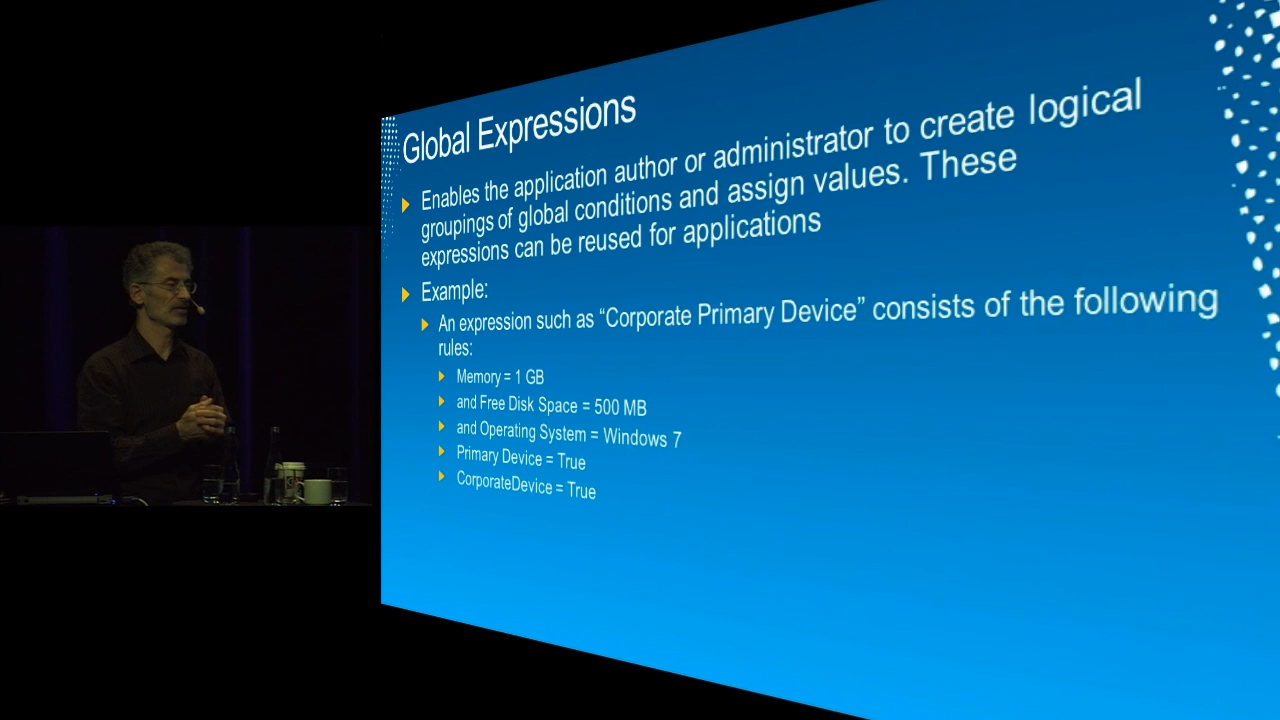 Global Expressions
Enables the application author or administrator to create logical
groupings of global conditions and assign values. These
expressions can be reused for applications
Example:
An expression such as “Corporate Primary Device” consists of the following
rules:
Memory = 1 GB
and Free Disk Space = 500 MB
and Operating System = Windows 7
Primary Device = True
CorporateDevice = True